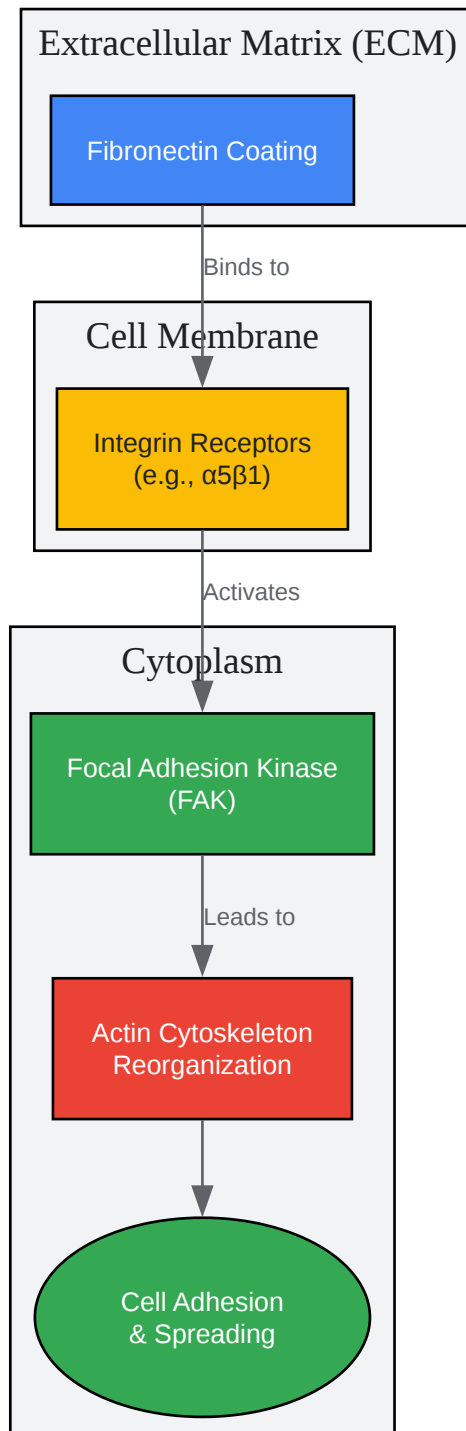 Extracellular Matrix (ECM)
Fibronectin Coating
Binds to
Cell Membrane
Integrin Receptors
(e.g., α5β1)
Activates
Cytoplasm
Focal Adhesion Kinase
(FAK)
Leads to
Actin Cytoskeleton
Reorganization
Cell Adhesion
& Spreading